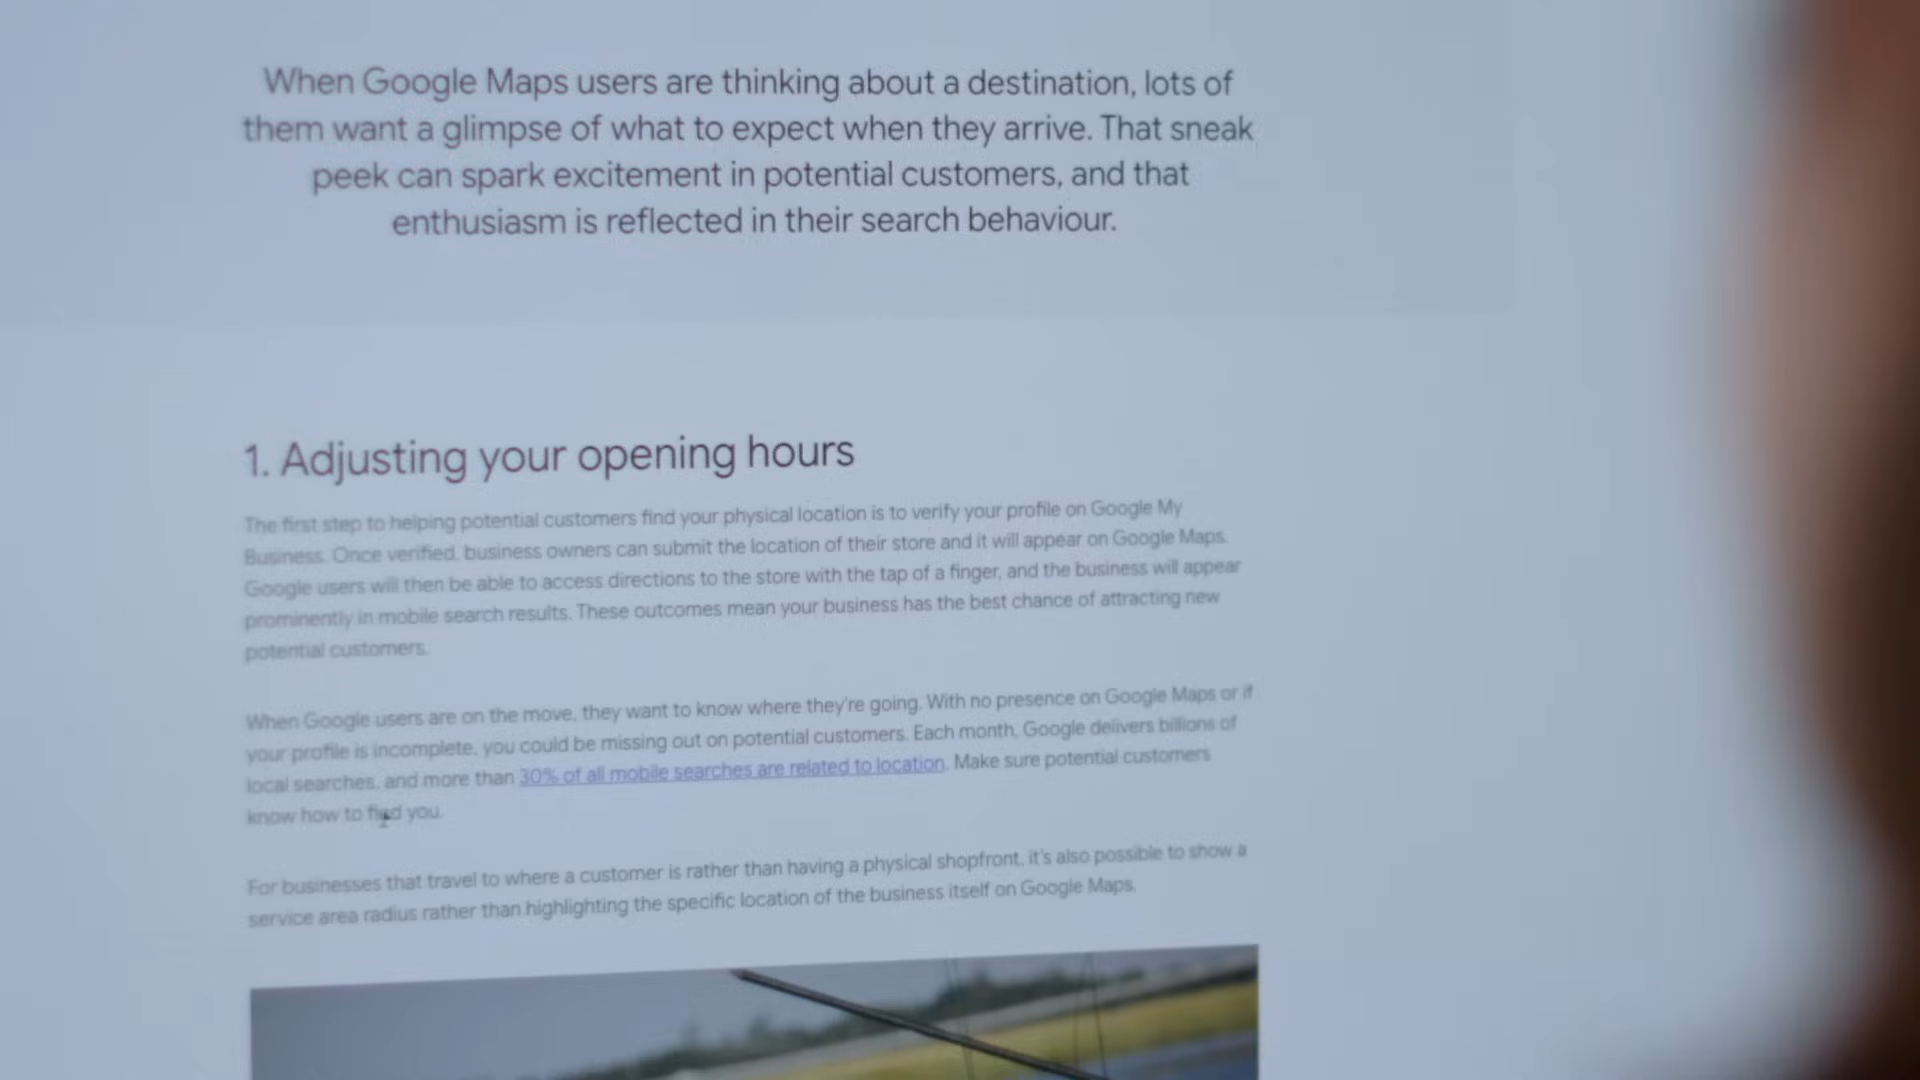 When Google Maps users are thinking about a destination, lots of
them want a glimpse of what to expect when they arrive. That sneak
peek can spark excitement in potential customers, and that
enthusiasm is reflected in their search behaviour.
1. Adjusting your opening hours
The first step to helping potential customers find your physical location is to verify your profile on Google My
Business. Once verified, business owners can submit the location of their store and it will appear on Google Maps.
Google users will then be able to access directions to the store with the tap of a finger, and the business will appear
prominently in mobile search results. These outcomes mean your business has the best chance of attracting new
potential customers.
When Google users are on the move, they want to know where they're going. With no presence on Google Maps or if
your profile is incomplete, you could be missing out on potential customers. Each month, Google delivers billions of
local searches, and more than 30% of all mobile searches are related to location. Make sure potential customers
know how to find you.
For businesses that travel to where a customer is rather than having a physical shopfront, it's also possible to show a
service area radius rather than highlighting the specific location of the business itself on Google Maps.